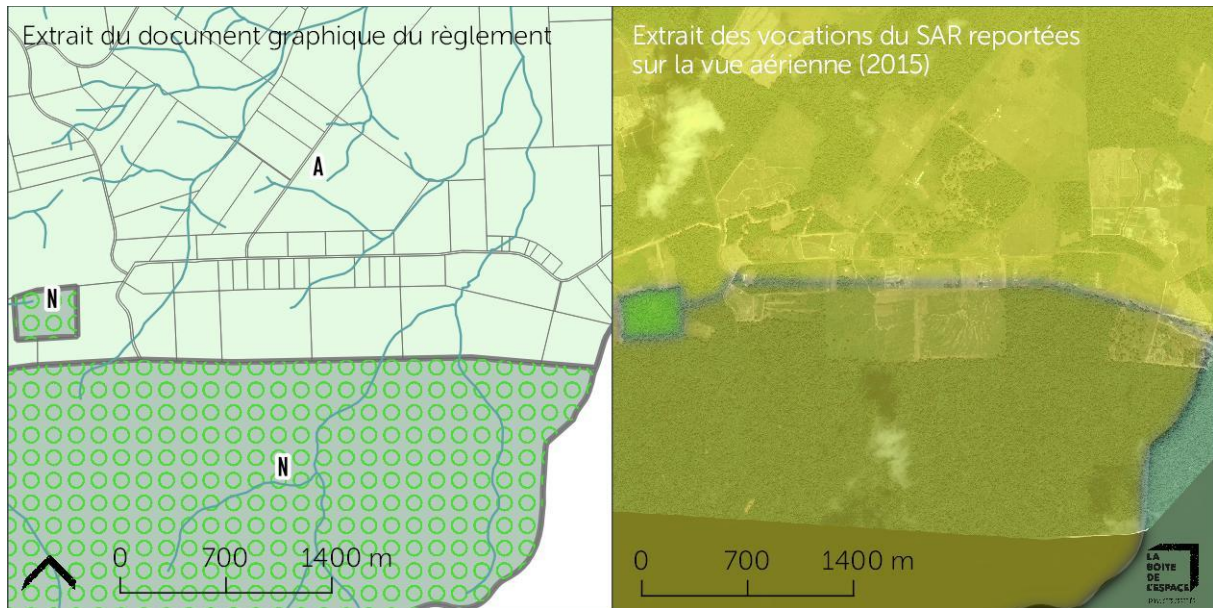 Extrait du document graphique du règlement
A
N
N
0 700 1400 m
Extrait des vocations du SAR reportées
sur la vue aérienne (2015)
0 700 1400 m
LA
BOITE
DE
L'ESPACE